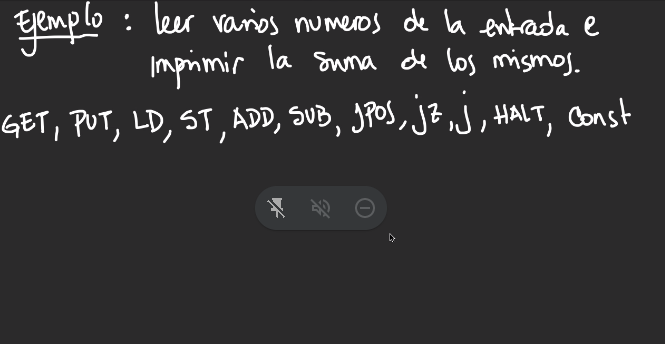 Ejemplo : leer varios numeros de la entrada e
Imprimir la suma de los mismos.
GET, PUT, LD, ST, ADD, SUB, JPOS, jz, j, HALT, Const